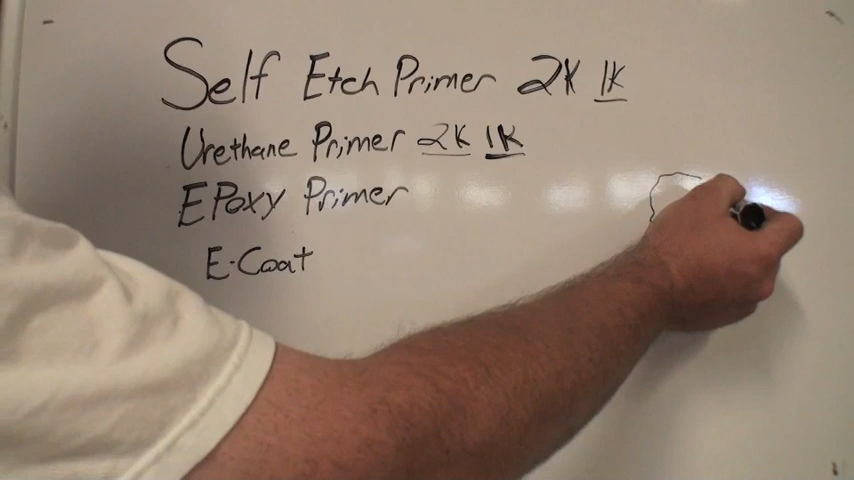 Self Etch Primer 2K 1K
Urethane Primer 2K 1K
EPoxy Primer
E-Coat